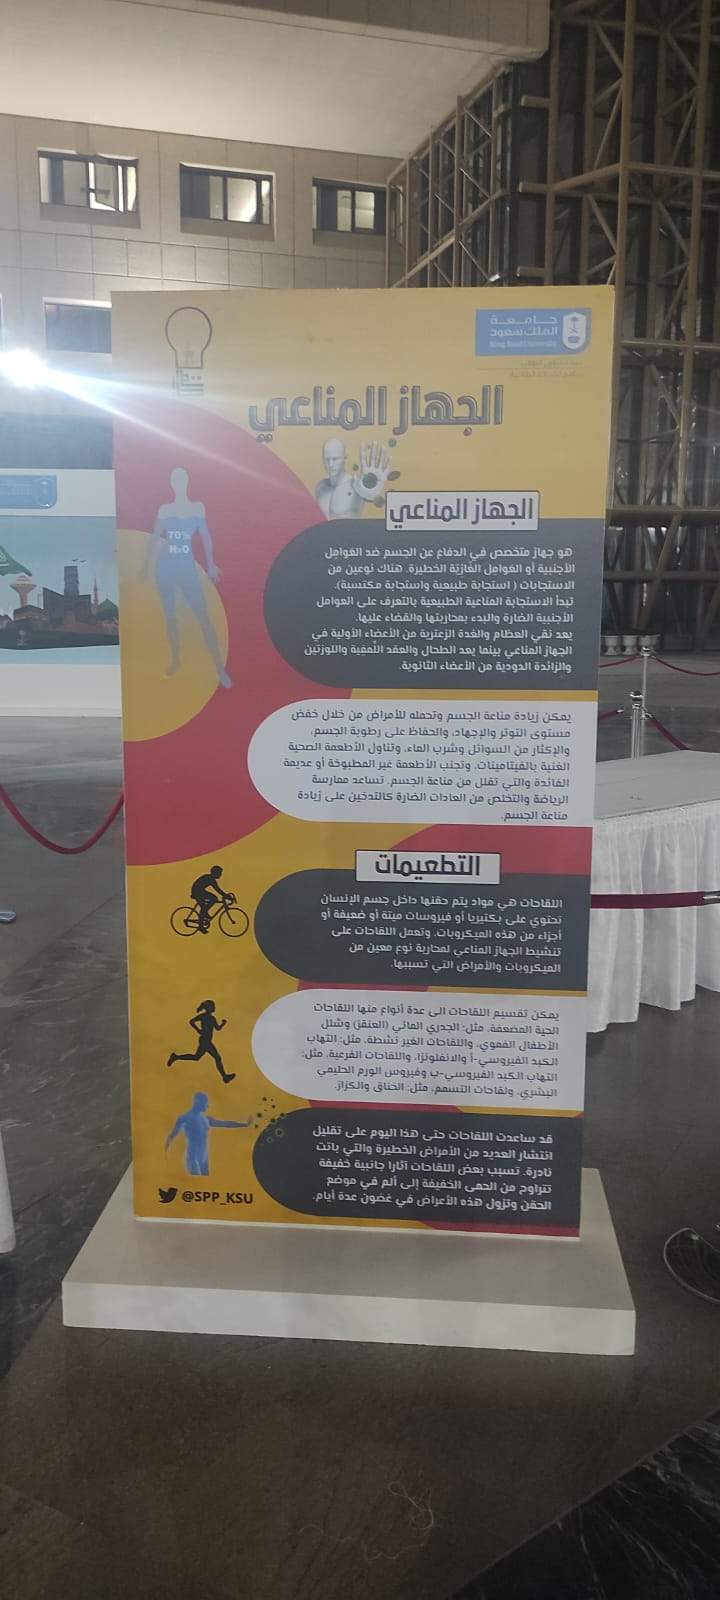 جامعة
الملك سعود
King Saud University
الجهاز المناعي
70%
H₂O
الجهاز المناعي
هو جهاز متخصص في الدفاع عن الجسم ضد العوامل
الأجنبية أو العوامل الغازيّة الخطيرة. هناك نوعين من
الاستجابات ( استجابة طبيعية واستجابة مكتسبة).
تبدأ الاستجابة المناعية الطبيعية بالتعرف على العوامل
الأجنبية الضارة والبدء بمحاربتها والقضاء عليها.
يعد نقي العظام والغدة الزعترية من الأعضاء الأولية في
الجهاز المناعي بينما يعد الطحال والعقد اللّمفيّة واللوزتين
والزائدة الدودية من الأعضاء الثانوية.
يمكن زيادة مناعة الجسم وتحمله للأمراض من خلال خفض
مستوى التوتر والإجهاد، والحفاظ على رطوبة الجسم،
والإكثار من السوائل وشرب الماء، وتناول الأطعمة الصحية
الغنية بالفيتامينات، وتجنب الأطعمة غير المطبوخة أو عديمة
الفائدة والتي تقلل من مناعة الجسم. تساعد ممارسة
الرياضة والتخلص من العادات الضارة كالتدخين على زيادة
مناعة الجسم.
التطعيمات
اللقاحات هي مواد يتم حقنها داخل جسم الإنسان
تحتوي على بكتيريا أو فيروسات ميتة أو ضعيفة أو
أجزاء من هذه الميكروبات، وتعمل اللقاحات على
تنشيط الجهاز المناعي لمحاربة نوع معين من
الميكروبات والأمراض التي تسببها.
يمكن تقسيم اللقاحات الى عدة أنواع منها اللقاحات
الحية المضعفة، مثل: الجدري المائي (العنقز) وشلل
الأطفال الفموي، واللقاحات الغير نشطة، مثل: التهاب
الكبد الفيروسي-أ والانفلونزا، واللقاحات الفرعية، مثل:
التهاب الكبد الفيروسي-ب وفيروس الورم الحليمي
البشري، ولقاحات التسمم، مثل: الخناق والكزاز.
قد ساعدت اللقاحات حتى هذا اليوم على تقليل
انتشار العديد من الأمراض الخطيرة والتي باتت
نادرة. تسبب بعض اللقاحات آثارا جانبية خفيفة
تتراوح من الحمى الخفيفة إلى ألم في موضع
الحقن وتزول هذه الأعراض في غضون عدة أيام.
@SPP_KSU